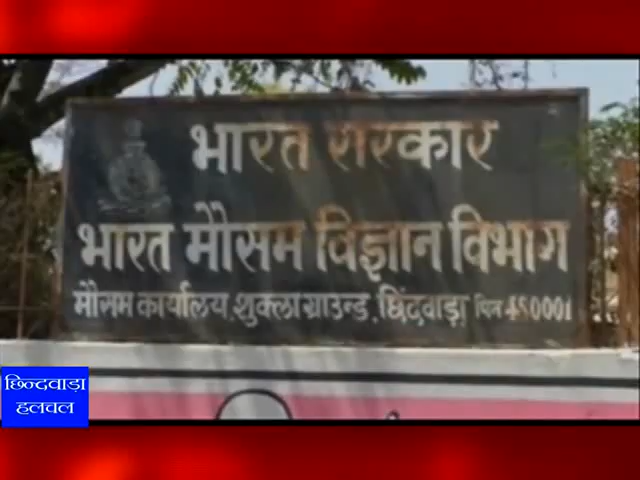 भारत सरकार
भारत मौसम विज्ञान विभाग
मौसम कार्यालय, शुक्ला ग्राउन्ड, छिंदवाड़ा पिन 480001
छिन्दवाड़ा
हलचल